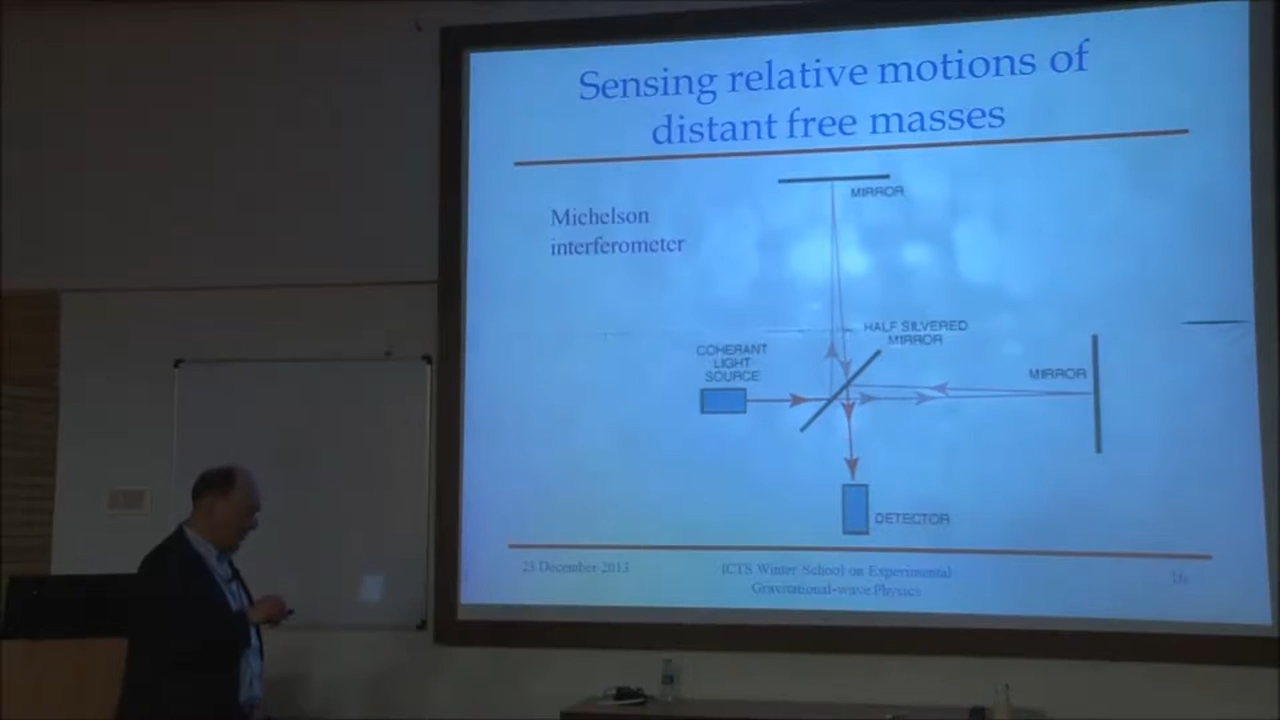 Sensing relative motions of
distant free masses
MIRROR
Michelson
interferometer
HALF SILVERED
MIRROR
COHERANT
LIGHT
SOURCE
MIRROR
DETECTOR
23 December 2013
ICTS Winter School on Experimental
Gravitational-wave Physics
16